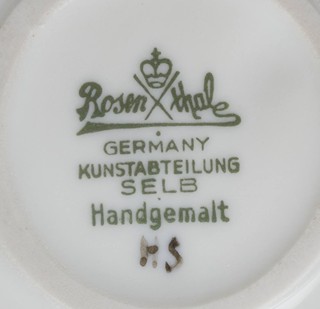 Rosenthal
GERMANY
KUNSTABTEILUNG
SELB
Handgemalt
H.S